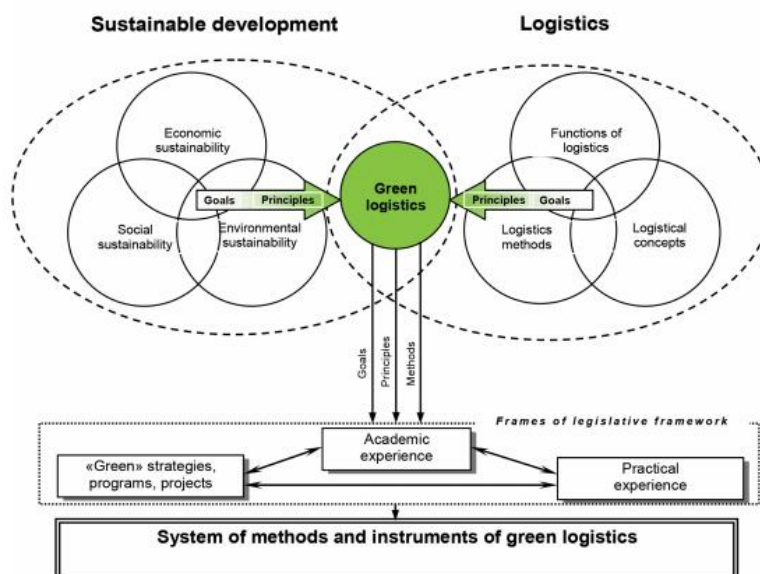 Sustainable development
Logistics
Economic
sustainability
Social
sustainability
Environmental
sustainability
Goals
Principles
Green
logistics
Principles
Goals
Functions of
logistics
Logistics
methods
Logistical
concepts
Goals
Principles
Methods
Frames of legislative framework
Academic
experience
«Green» strategies,
programs, projects
Practical
experience
System of methods and instruments of green logistics